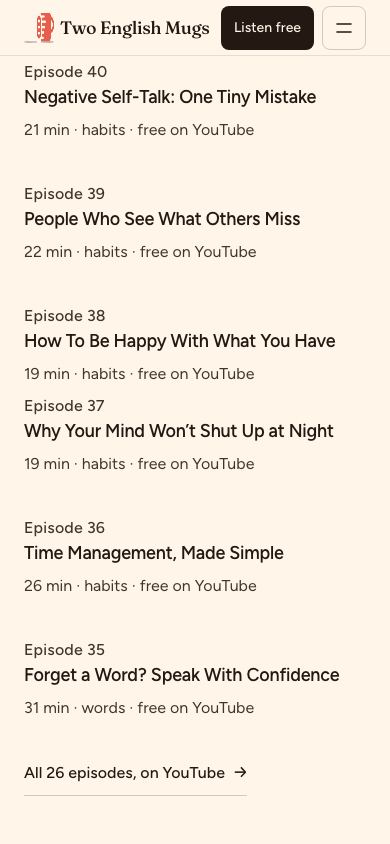 Two English Mugs
Listen free
Episode 40
Negative Self-Talk: One Tiny Mistake
21 min · habits · free on YouTube
Episode 39
People Who See What Others Miss
22 min · habits · free on YouTube
Episode 38
How To Be Happy With What You Have
19 min · habits · free on YouTube
Episode 37
Why Your Mind Won’t Shut Up at Night
19 min · habits · free on YouTube
Episode 36
Time Management, Made Simple
26 min · habits · free on YouTube
Episode 35
Forget a Word? Speak With Confidence
31 min · words · free on YouTube
All 26 episodes, on YouTube →